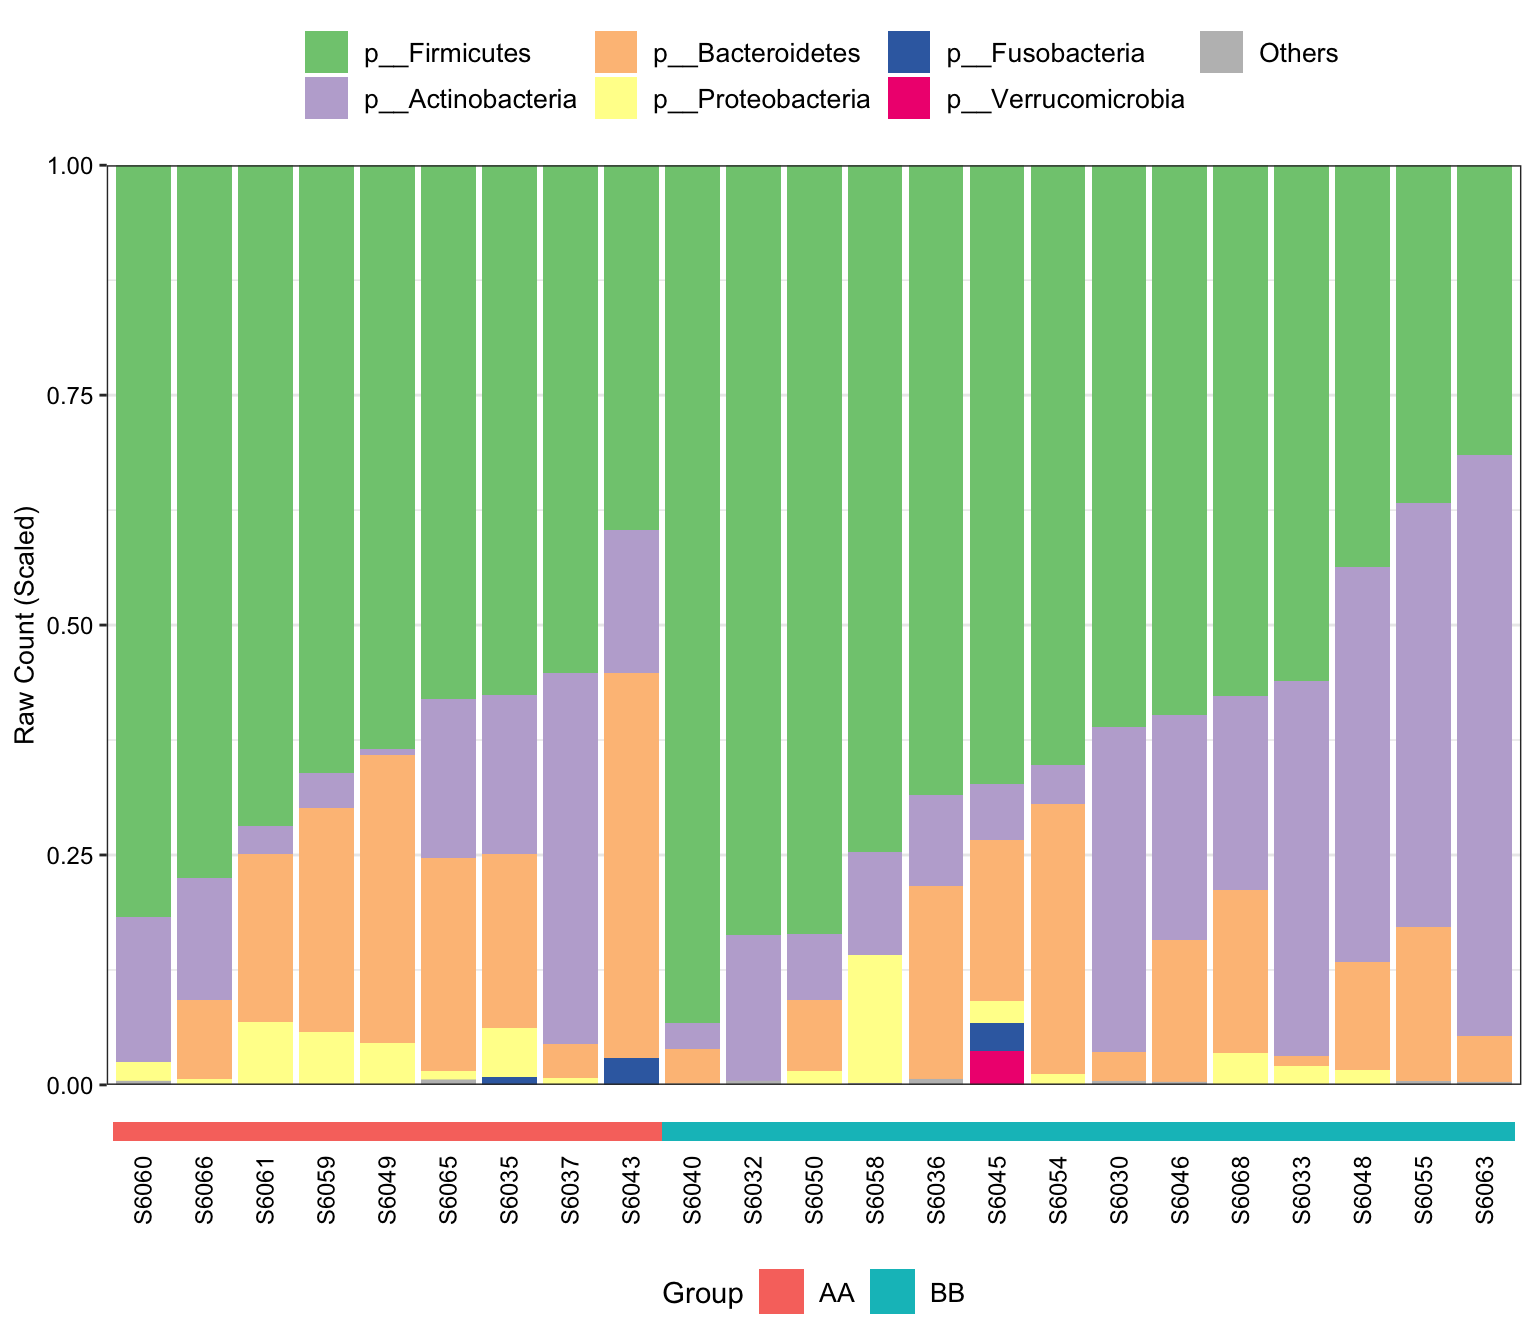 p__Firmicutes p__Bacteroidetes p__Fusobacteria Others
p__Actinobacteria p__Proteobacteria p__Verrucomicrobia
1.00
0.75
0.50
0.25
0.00
Raw Count (Scaled)
S6060 S6066 S6061 S6059 S6049 S6065 S6035 S6037 S6043 S6040 S6032 S6050 S6058 S6036 S6045 S6054 S6030 S6046 S6068 S6033 S6048 S6055 S6063
Group AA BB